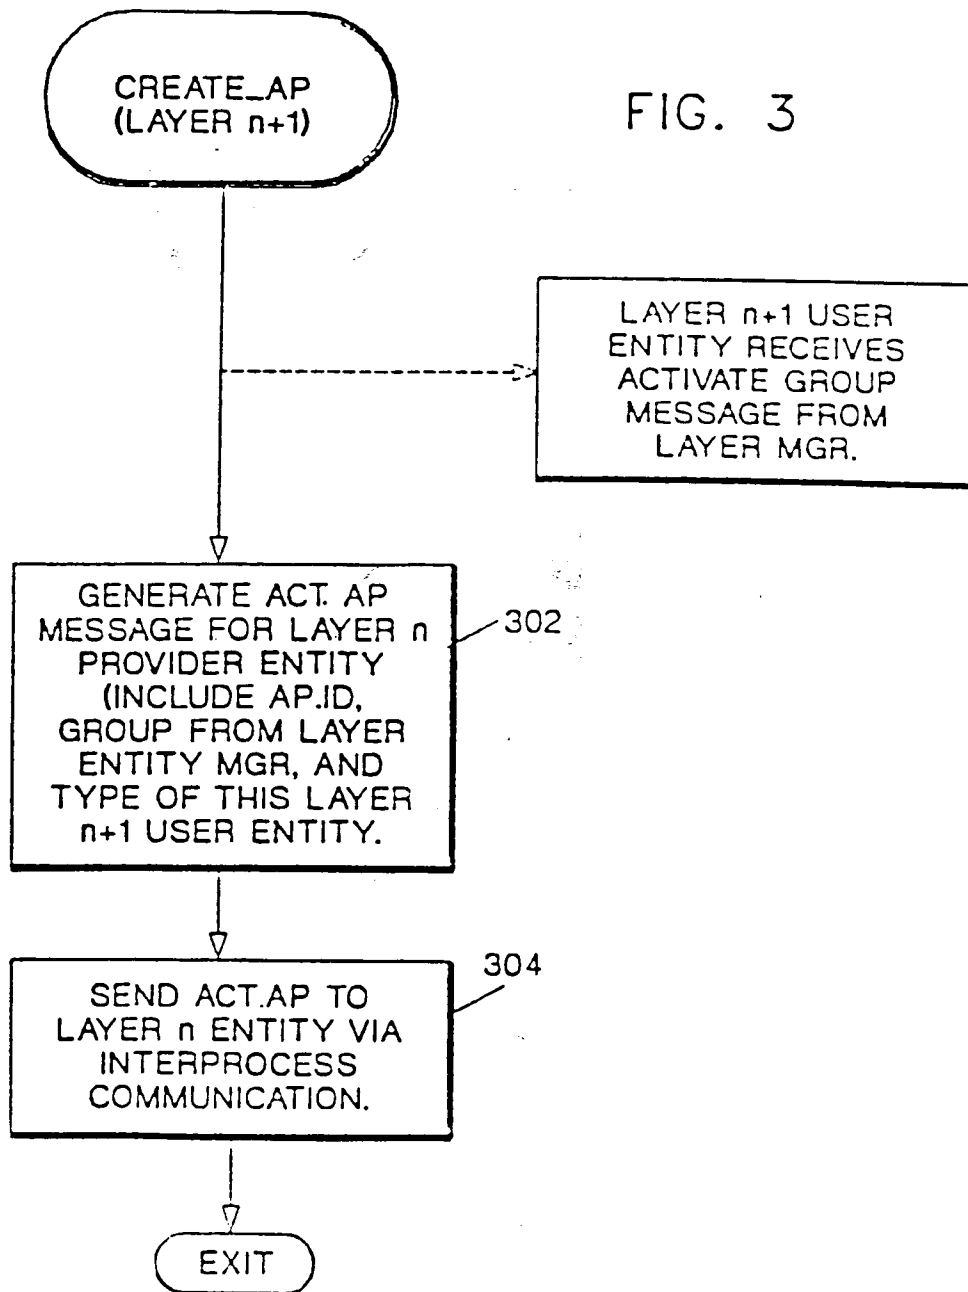 CREATE_AP
(LAYER n+1)
FIG. 3
LAYER n+1 USER
ENTITY RECEIVES
ACTIVATE GROUP
MESSAGE FROM
LAYER MGR.
GENERATE ACT. AP
MESSAGE FOR LAYER n
PROVIDER ENTITY
(INCLUDE AP.ID,
GROUP FROM LAYER
ENTITY MGR, AND
TYPE OF THIS LAYER
n+1 USER ENTITY.
302
304
SEND ACT.AP TO
LAYER n ENTITY VIA
INTERPROCESS
COMMUNICATION.
EXIT